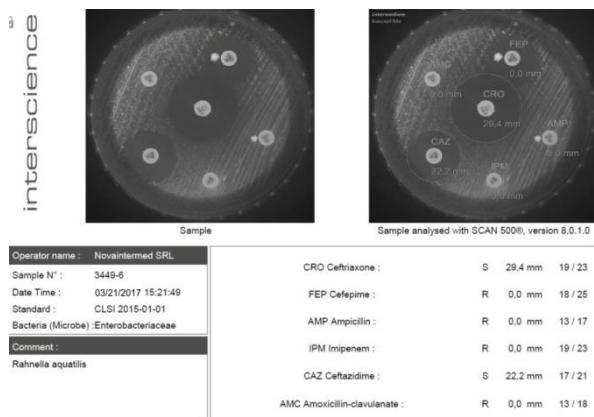 interscience
Intermediate
Susceptible
FEP
0,0 mm
AMC
0,0 mm
CRO
29,4 mm
AMP
0,0 mm
CAZ
22,2 mm
IPM
0,0 mm
Sample
Sample analysed with SCAN 500®, version 8.0.1.0
Operator name : Novaintermed SRL
Sample N° : 3449-6
Date Time : 03/21/2017 15:21:49
Standard : CLSI 2015-01-01
Bacteria (Microbe) :Enterobacteriaceae
Comment :
Rahnella aquatilis
CRO Ceftriaxone : S 29,4 mm 19 / 23
FEP Cefepime : R 0,0 mm 18 / 25
AMP Ampicillin : R 0,0 mm 13 / 17
IPM Imipenem : R 0,0 mm 19 / 23
CAZ Ceftazidime : S 22,2 mm 17 / 21
AMC Amoxicillin-clavulanate : R 0,0 mm 13 / 18